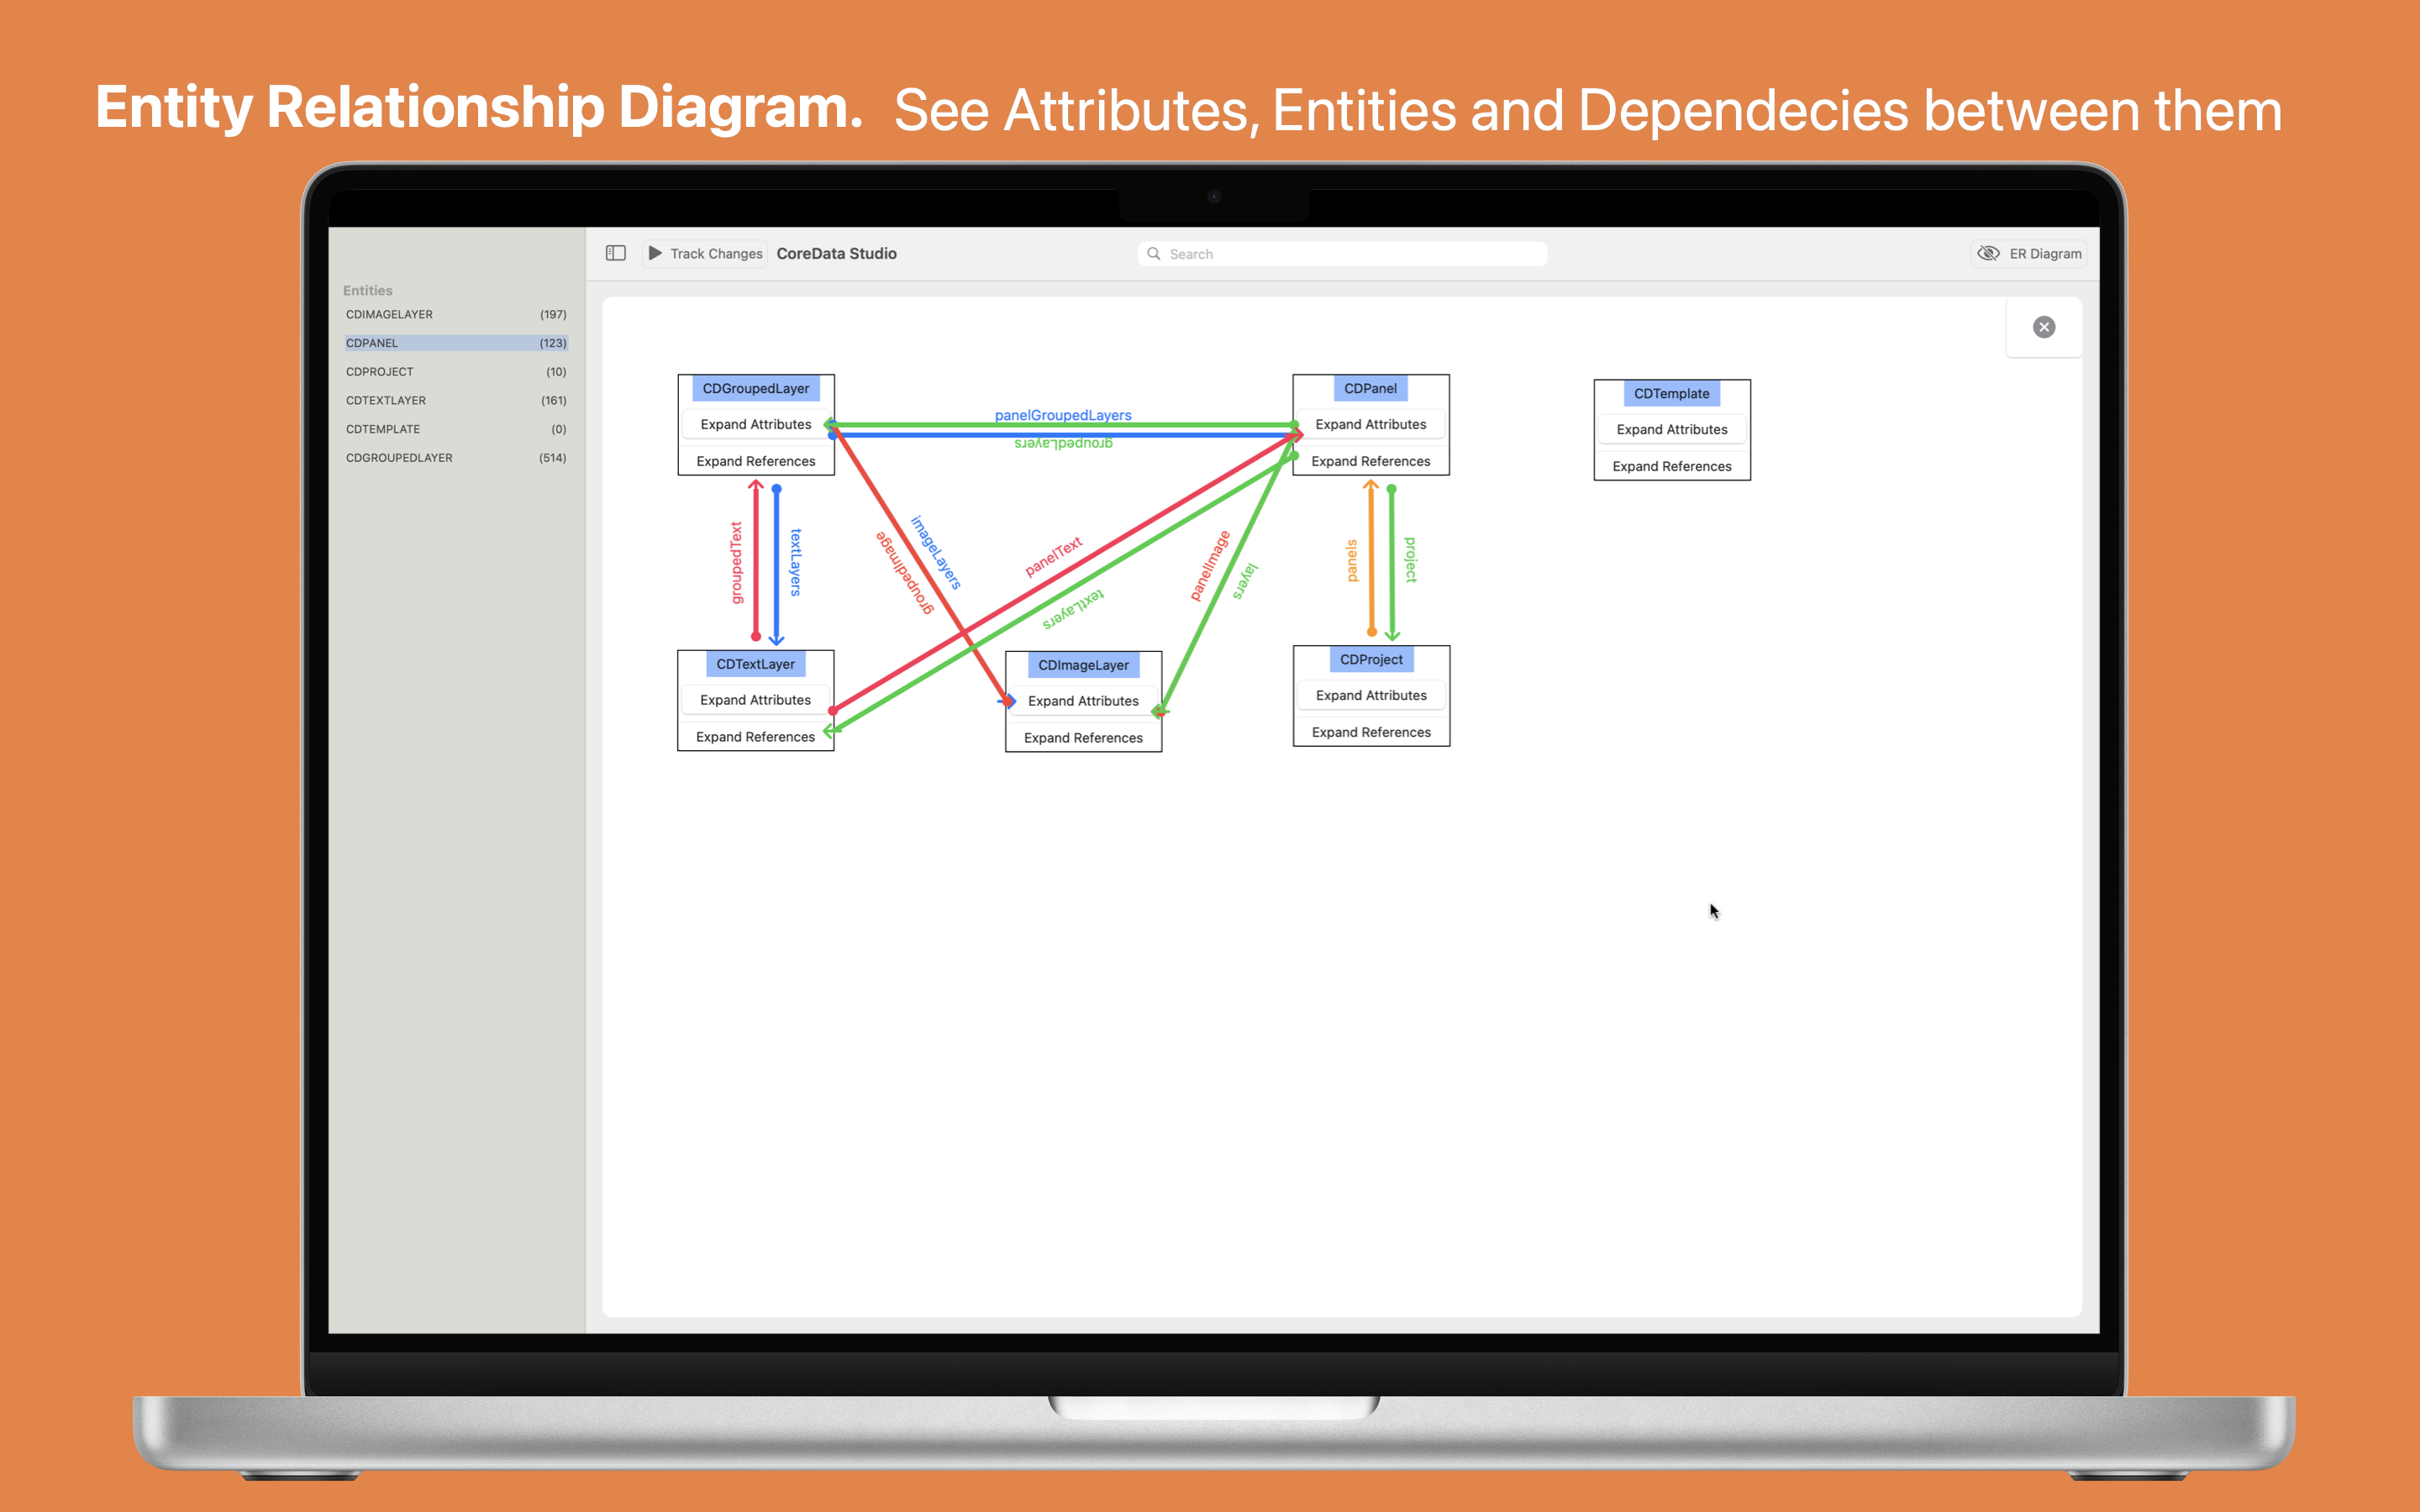 Entity Relationship Diagram. See Attributes, Entities and Dependecies between them
Track Changes CoreData Studio
Search
ER Diagram
Entities
CDIMAGELAYER (197)
CDPANEL (123)
CDPROJECT (10)
CDTEXTLAYER (161)
CDTEMPLATE (0)
CDGROUPEDLAYER (514)
CDGroupedLayer
Expand Attributes
Expand References
CDPanel
Expand Attributes
Expand References
CDTemplate
Expand Attributes
Expand References
panelGroupedLayers
groupedLayers
groupedText
textLayers
imageLayers
groupedImage
panelText
textLayers
panelImage
layers
panels
project
CDTextLayer
Expand Attributes
Expand References
CDImageLayer
Expand Attributes
Expand References
CDProject
Expand Attributes
Expand References